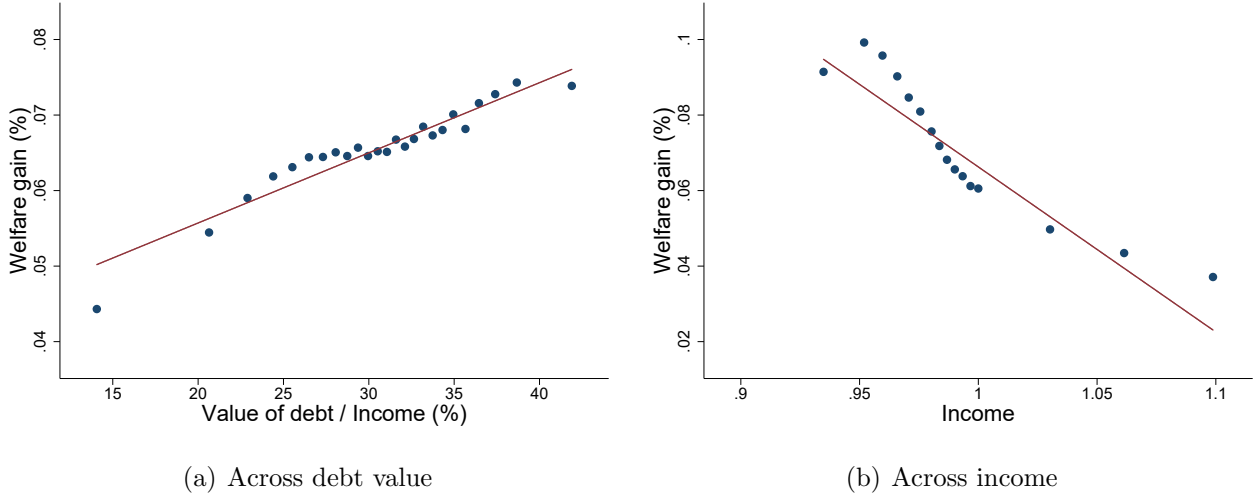 .08
.07
.06
.05
.04
Welfare gain (%)
15 20 25 30 35 40
Value of debt / Income (%)
(a) Across debt value
.1
.08
.06
.04
.02
Welfare gain (%)
.9 .95 1 1.05 1.1
Income
(b) Across income